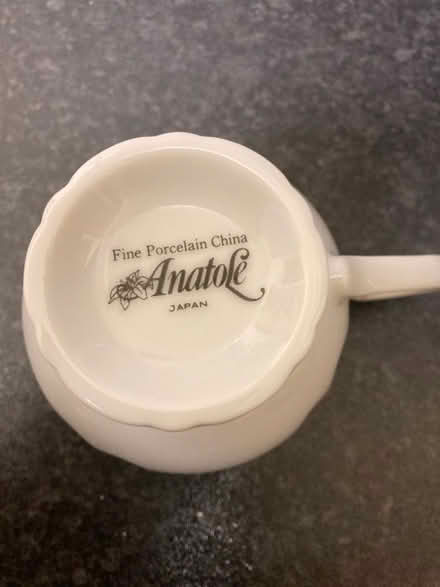 Fine Porcelain China
Anatole
JAPAN